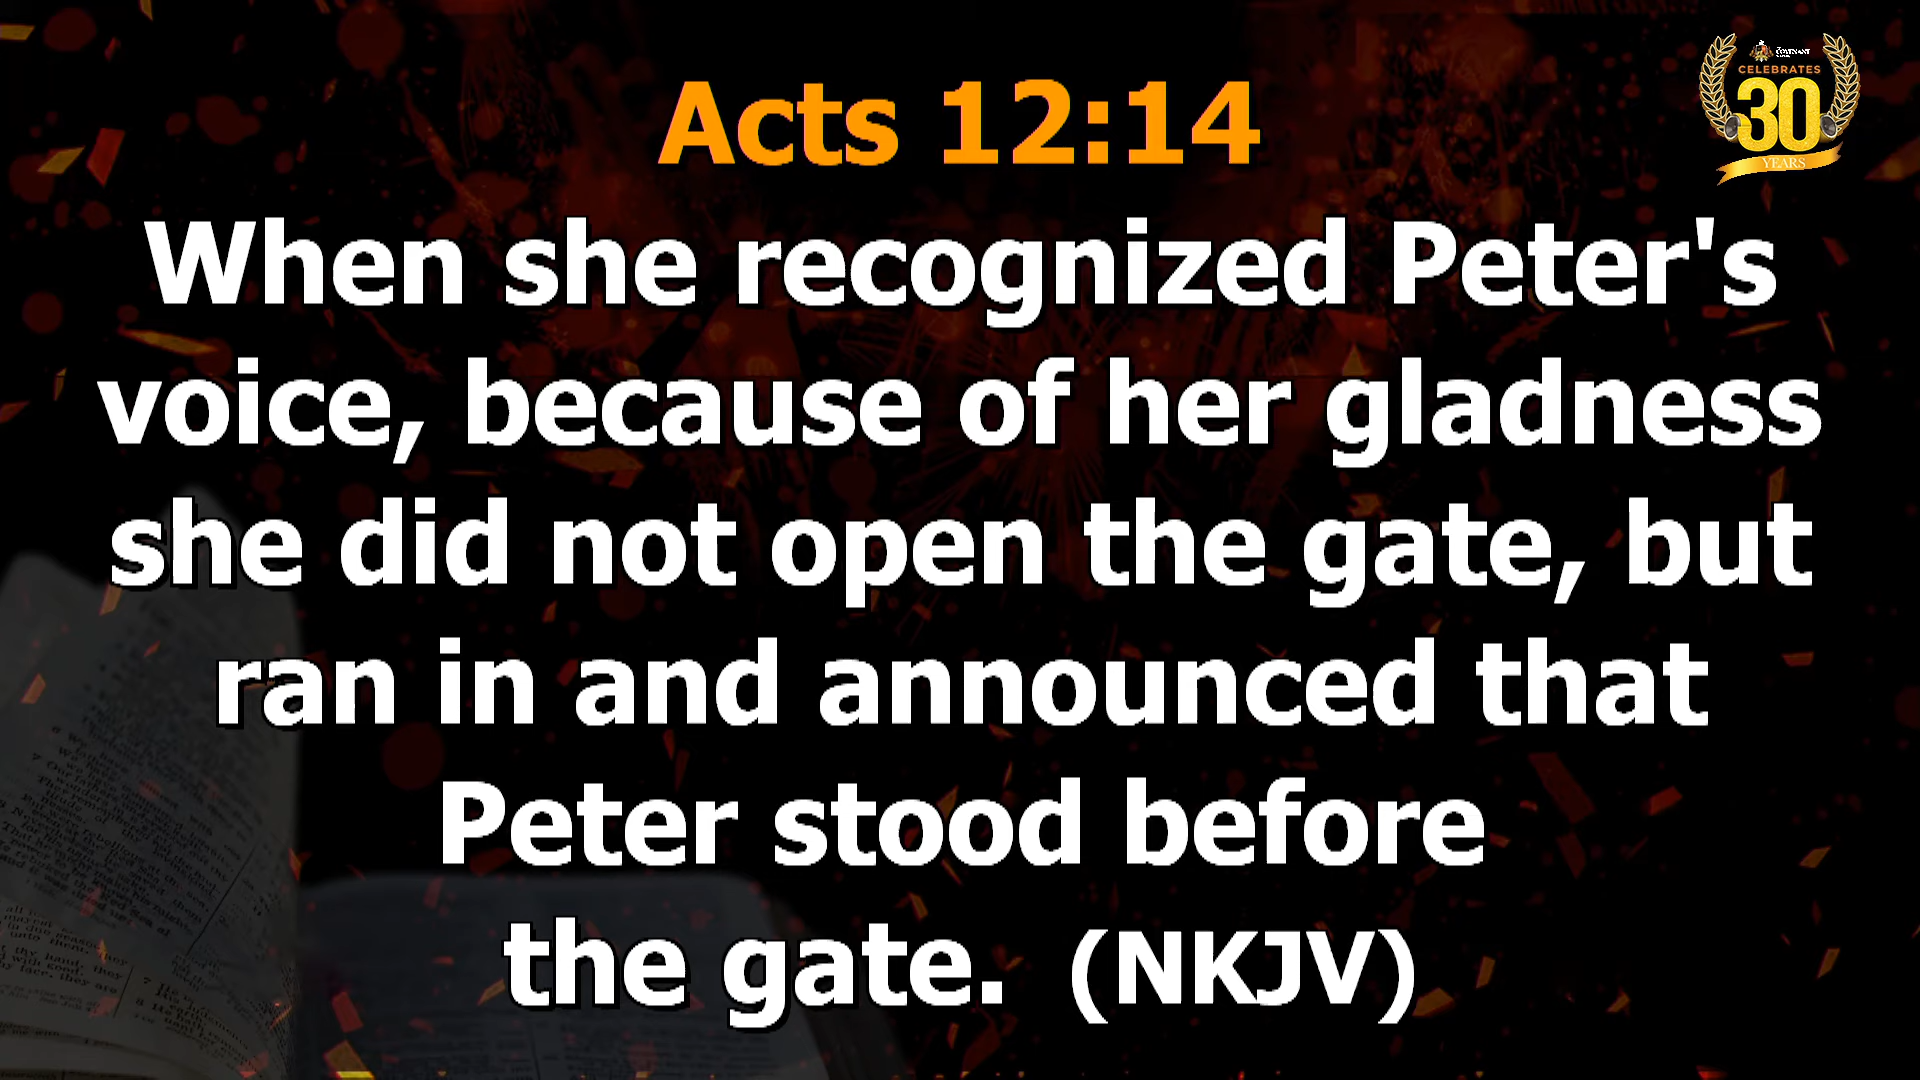 COVENANT
CELEBRATES
30
YEARS
Acts 12:14
When she recognized Peter's
voice, because of her gladness
she did not open the gate, but
ran in and announced that
Peter stood before
the gate.  (NKJV)